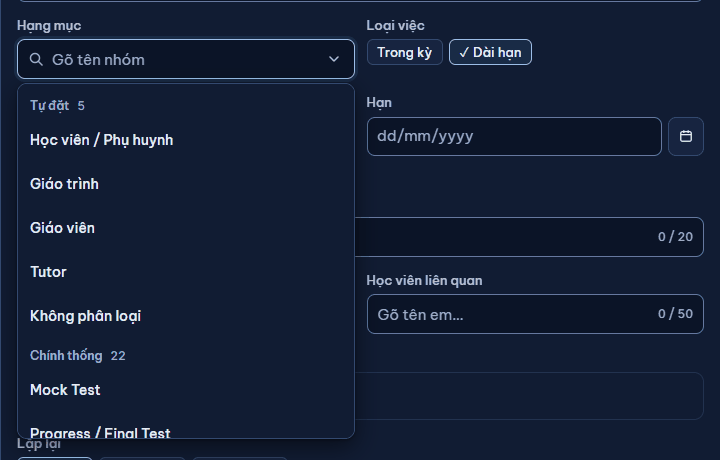 Hạng mục
Loại việc
Gõ tên nhóm
Trong kỳ
✓ Dài hạn
Tự đặt 5
Hạn
Học viên / Phụ huynh
dd/mm/yyyy
Giáo trình
Giáo viên
0 / 20
Tutor
Học viên liên quan
Không phân loại
Gõ tên em...
0 / 50
Chính thống 22
Mock Test
Progress / Final Test
Lặp lại